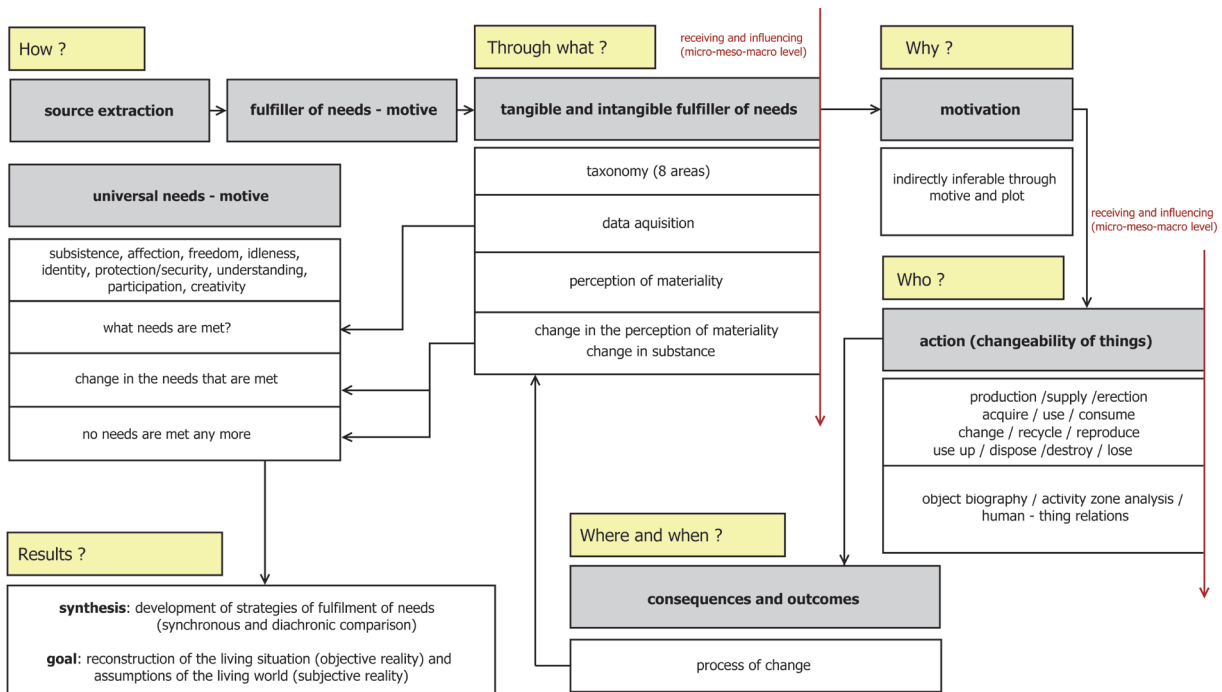 How ?
source extraction
fulfiller of needs - motive
universal needs - motive
subsistence, affection, freedom, idleness,
identity, protection/security, understanding,
participation, creativity
what needs are met?
change in the needs that are met
no needs are met any more
Through what ?
receiving and influencing
(micro-meso-macro level)
tangible and intangible fulfiller of needs
taxonomy (8 areas)
data aquisition
perception of materiality
change in the perception of materiality
change in substance
Why ?
motivation
indirectly inferable through
motive and plot
receiving and influencing
(micro-meso-macro level)
Who ?
action (changeability of things)
production /supply /erection
acquire / use / consume
change / recycle / reproduce
use up / dispose /destroy / lose
object biography / activity zone analysis /
human - thing relations
Where and when ?
consequences and outcomes
process of change
Results ?
synthesis: development of strategies of fulfilment of needs
(synchronous and diachronic comparison)
goal: reconstruction of the living situation (objective reality) and
assumptions of the living world (subjective reality)